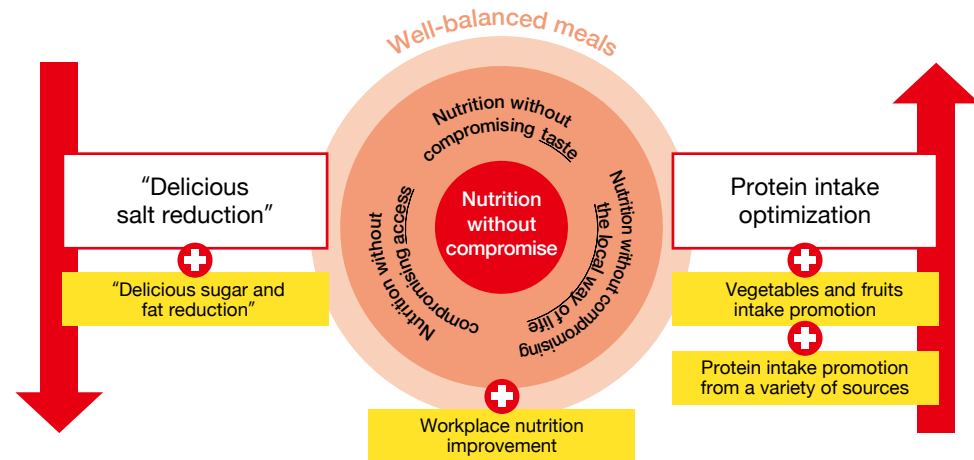 Well-balanced meals
Nutrition without
compromising taste
Nutrition without
compromising access
Nutrition without compromising
the local way of life
Nutrition
without
compromise
“Delicious
salt reduction”
“Delicious sugar and
fat reduction”
Protein intake
optimization
Vegetables and fruits
intake promotion
Protein intake promotion
from a variety of sources
Workplace nutrition
improvement